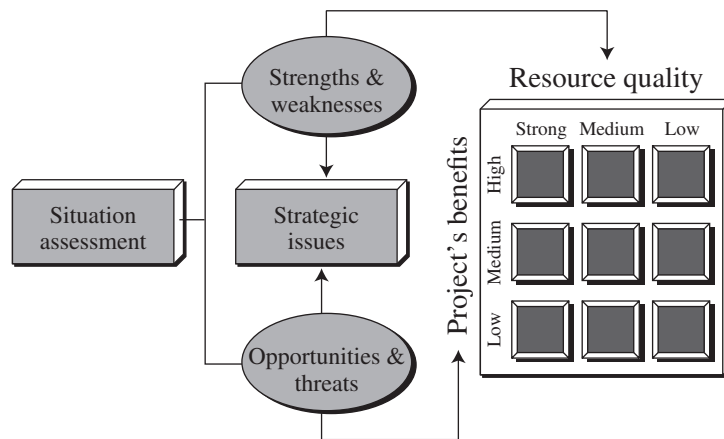 Strengths &
weaknesses
Situation
assessment
Strategic
issues
Opportunities &
threats
Resource quality
Strong Medium Low
Project's benefits
High
Medium
Low